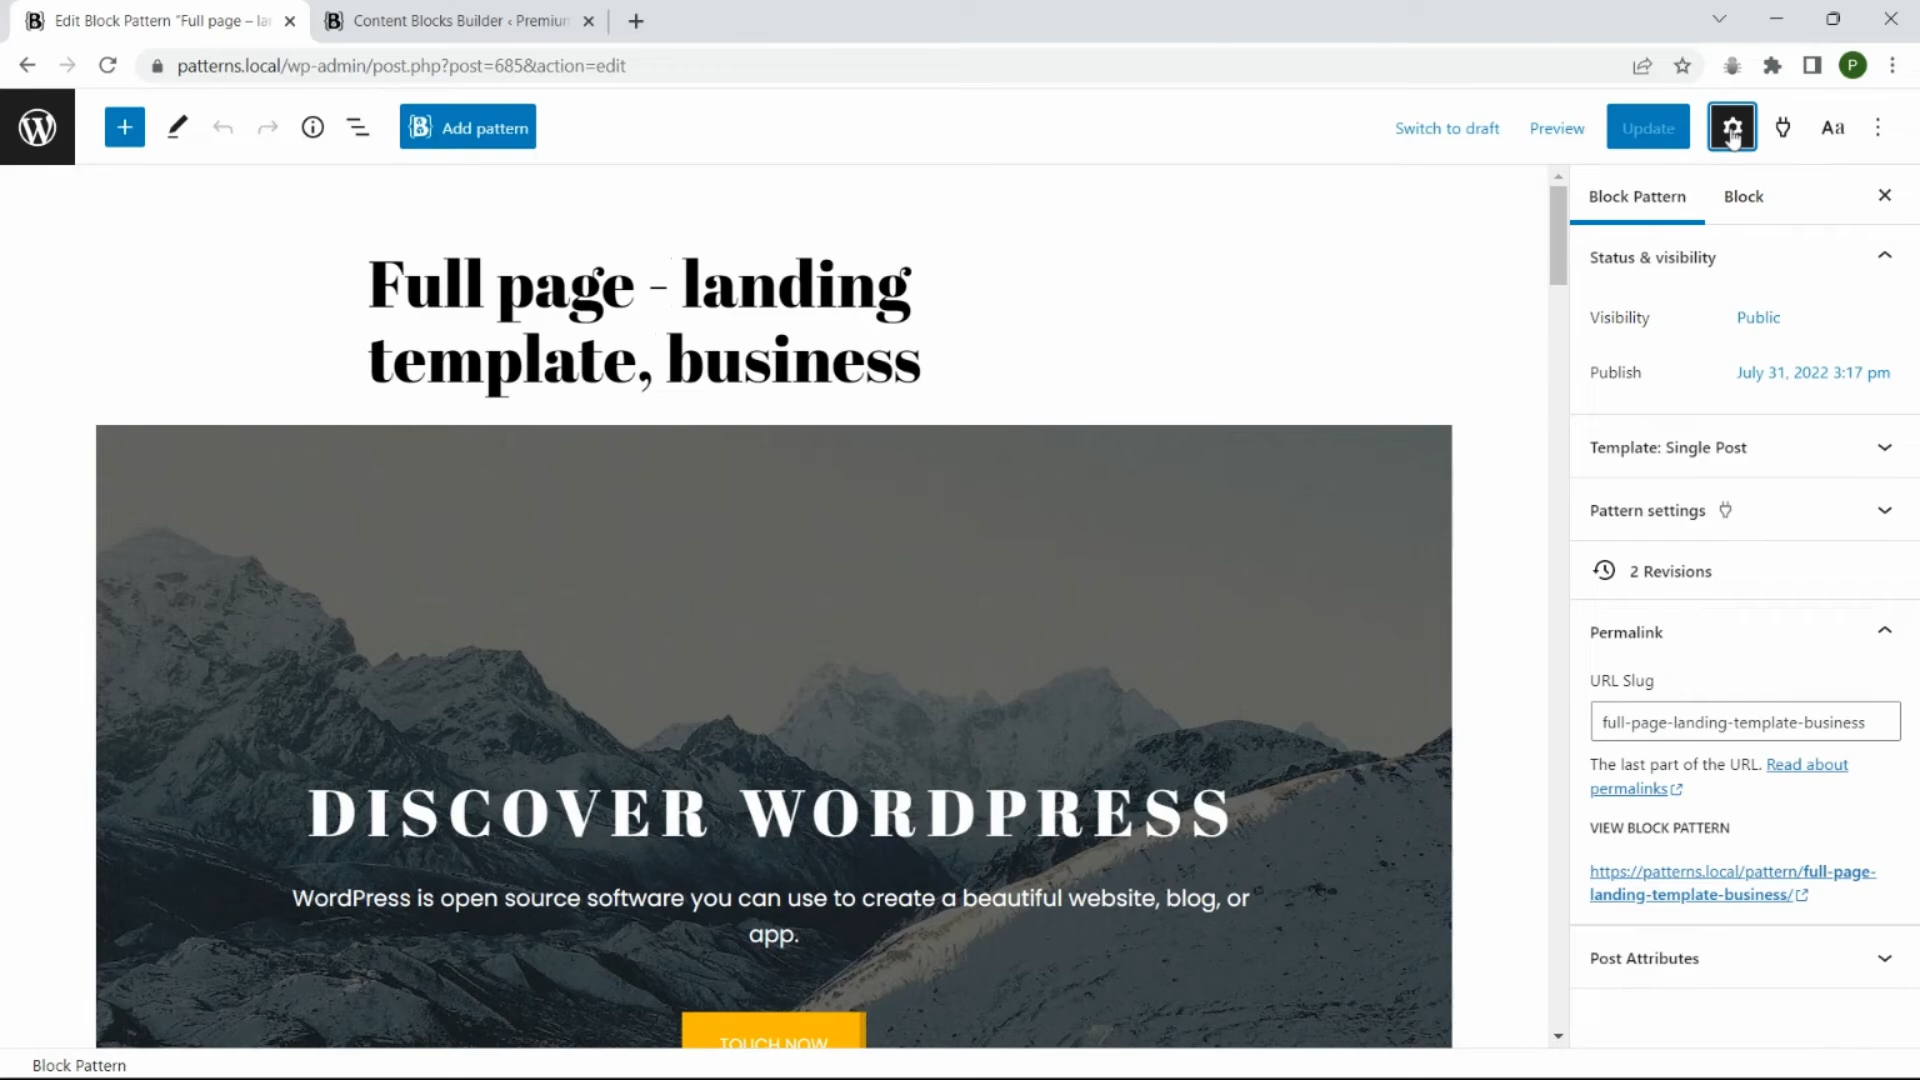 Edit Block Pattern "Full page – la
Content Blocks Builder ‹ Premium
patterns.local/wp-admin/post.php?post=685&action=edit
P
Add pattern
Switch to draft
Preview
Update
Aa
Block Pattern
Block
Full page - landing
template, business
Status & visibility
Visibility
Public
Publish
July 31, 2022 3:17 pm
Template: Single Post
Pattern settings
2 Revisions
Permalink
URL Slug
full-page-landing-template-business
The last part of the URL. Read about
permalinks
VIEW BLOCK PATTERN
https://patterns.local/pattern/full-page-
landing-template-business/
Post Attributes
DISCOVER WORDPRESS
WordPress is open source software you can use to create a beautiful website, blog, or
app.
TOUCH NOW
Block Pattern